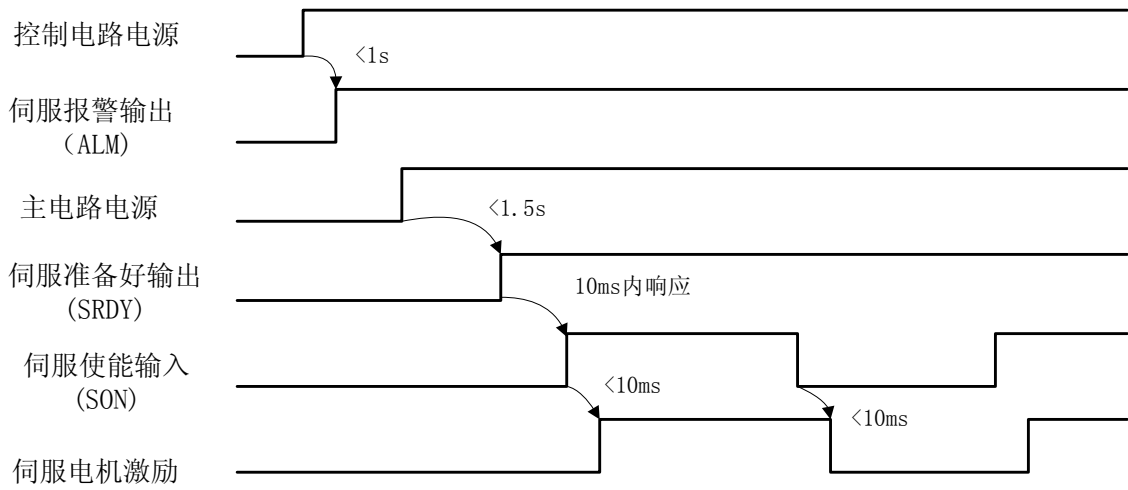 控制电路电源
<1s
伺服报警输出
（ALM)
主电路电源
<1.5s
伺服准备好输出
(SRDY)
10ms内响应
伺服使能输入
(SON)
<10ms
<10ms
伺服电机激励